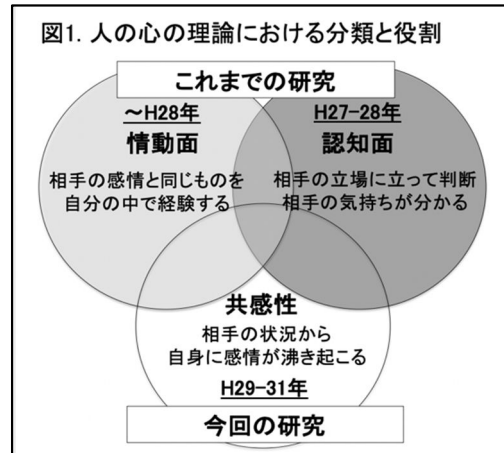 図1. 人の心の理論における分類と役割
これまでの研究
～H28年
情動面
相手の感情と同じものを
自分の中で経験する
H27-28年
認知面
相手の立場に立って判断
相手の気持ちが分かる
共感性
相手の状況から
自身に感情が沸き起こる
H29-31年
今回の研究